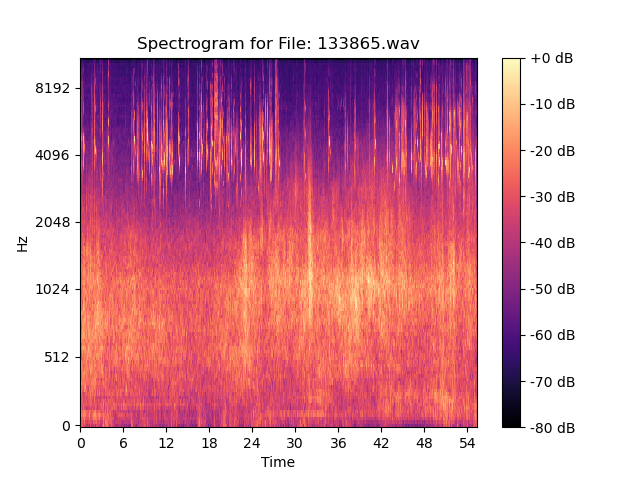 Spectrogram for File: 133865.wav
Hz
8192
4096
2048
1024
512
0
0 6 12 18 24 30 36 42 48 54
Time
+0 dB
-10 dB
-20 dB
-30 dB
-40 dB
-50 dB
-60 dB
-70 dB
-80 dB